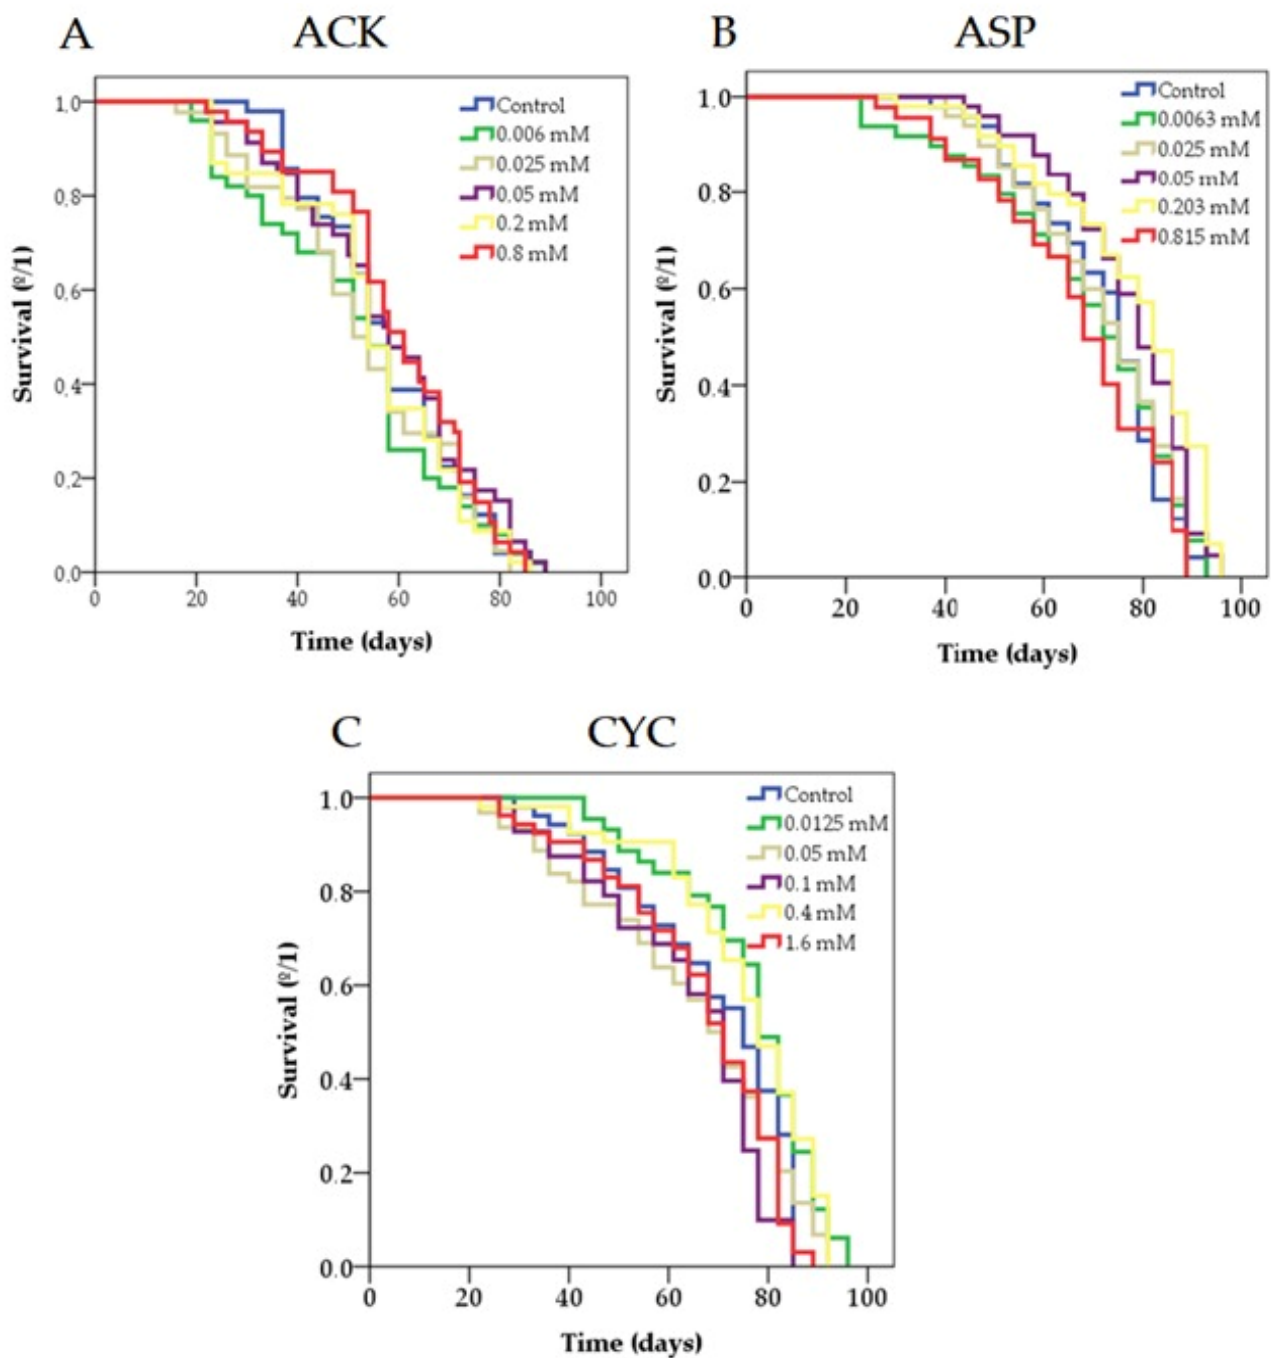 A ACK
1.0
0.8
0.6
0.4
0.2
0.0
Survival (º/1)
Control
0.006 mM
0.025 mM
0.05 mM
0.2 mM
0.8 mM
0 20 40 60 80 100
Time (days)
B ASP
1.0
0.8
0.6
0.4
0.2
0.0
Survival (º/1)
Control
0.0063 mM
0.025 mM
0.05 mM
0.203 mM
0.815 mM
0 20 40 60 80 100
Time (days)
C CYC
1.0
0.8
0.6
0.4
0.2
0.0
Survival (º/1)
Control
0.0125 mM
0.05 mM
0.1 mM
0.4 mM
1.6 mM
0 20 40 60 80 100
Time (days)